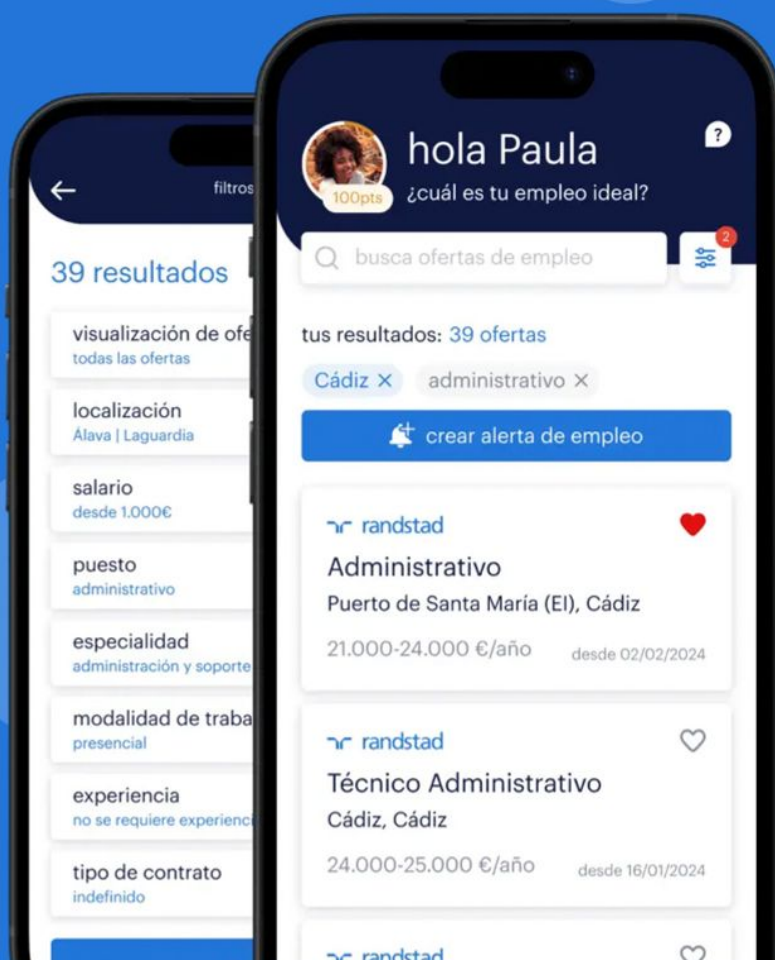 filtros
39 resultados
visualización de ofe
todas las ofertas
localización
Álava | Laguardia
salario
desde 1.000€
puesto
administrativo
especialidad
administración y soporte
modalidad de traba
presencial
experiencia
no se requiere experienci
tipo de contrato
indefinido
hola Paula
?
100pts
¿cuál es tu empleo ideal?
busca ofertas de empleo
2
tus resultados: 39 ofertas
Cádiz ×
administrativo ×
crear alerta de empleo
randstad
Administrativo
Puerto de Santa María (El), Cádiz
21.000-24.000 €/año
desde 02/02/2024
randstad
Técnico Administrativo
Cádiz, Cádiz
24.000-25.000 €/año
desde 16/01/2024
randstad